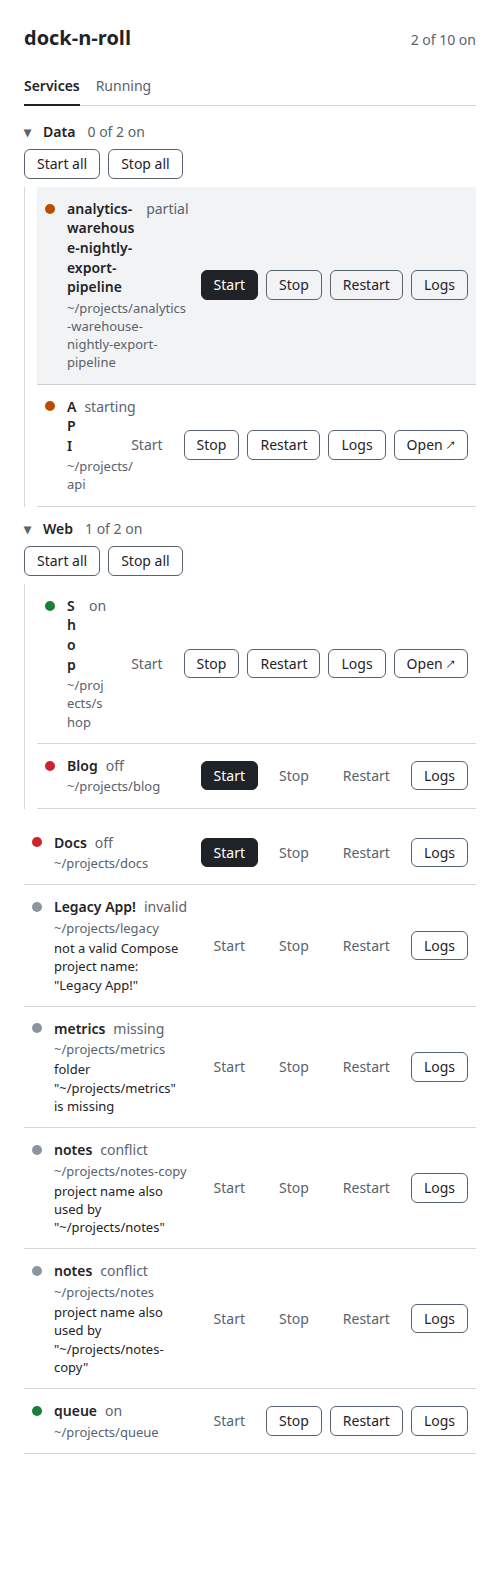 dock-n-roll
2 of 10 on
Services Running
▼ Data 0 of 2 on
Start all Stop all
analytics- partial
warehous
e-nightly-
export-
pipeline
~/projects/analytics
-warehouse-
nightly-export-
pipeline
Start Stop Restart Logs
A starting
P
I
~/projects/
api
Start Stop Restart Logs Open ↗
▼ Web 1 of 2 on
Start all Stop all
S on
h
o
p
~/proj
ects/s
hop
Start Stop Restart Logs Open ↗
Blog off
~/projects/blog
Start Stop Restart Logs
Docs off
~/projects/docs
Start Stop Restart Logs
Legacy App! invalid
~/projects/legacy
not a valid Compose
project name:
"Legacy App!"
Start Stop Restart Logs
metrics missing
~/projects/metrics
folder
"~/projects/metrics"
is missing
Start Stop Restart Logs
notes conflict
~/projects/notes-copy
project name also
used by
"~/projects/notes"
Start Stop Restart Logs
notes conflict
~/projects/notes
project name also
used by
"~/projects/notes-
copy"
Start Stop Restart Logs
queue on
~/projects/queue
Start Stop Restart Logs